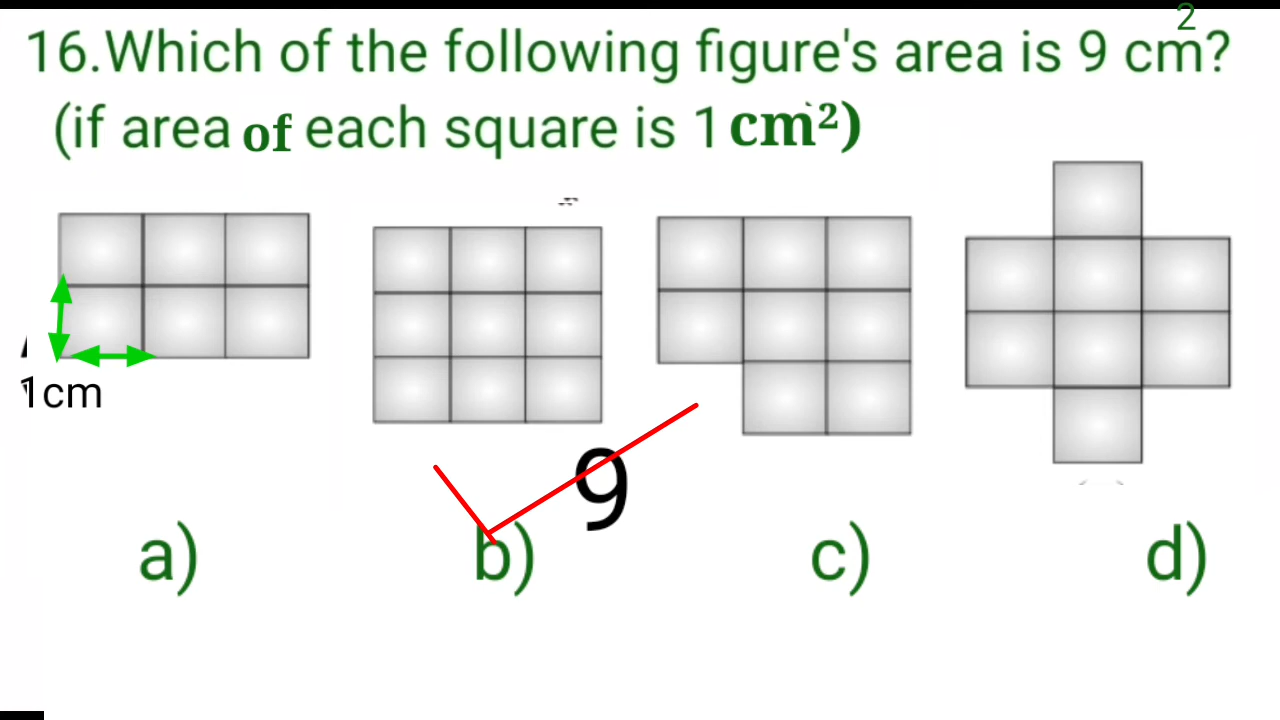 16.Which of the following figure's area is 9 cm²?
(if area of each square is 1 cm²)
1cm
9
a) b) c) d)